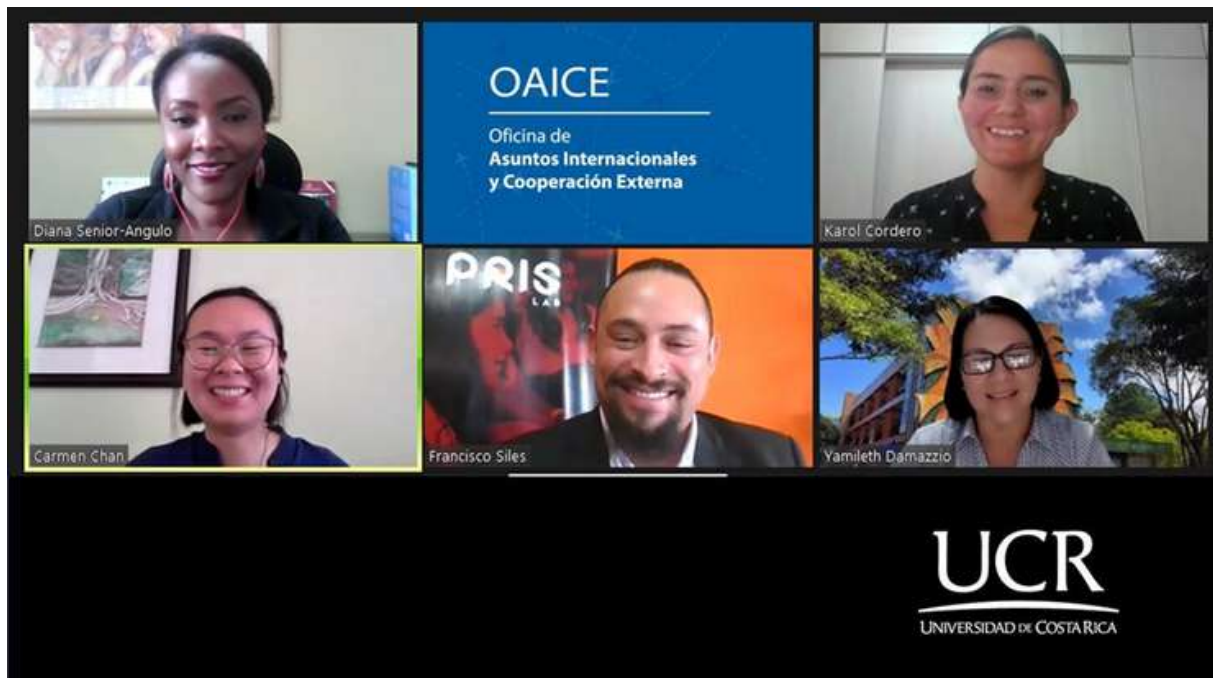 OAICE
Oficina de
Asuntos Internacionales
y Cooperación Externa
Diana Senior-Angulo
Karol Cordero
PRIS
LAB
Carmen Chan
Francisco Siles
Yamileth Damazzio
UCR
UNIVERSIDAD DE COSTA RICA